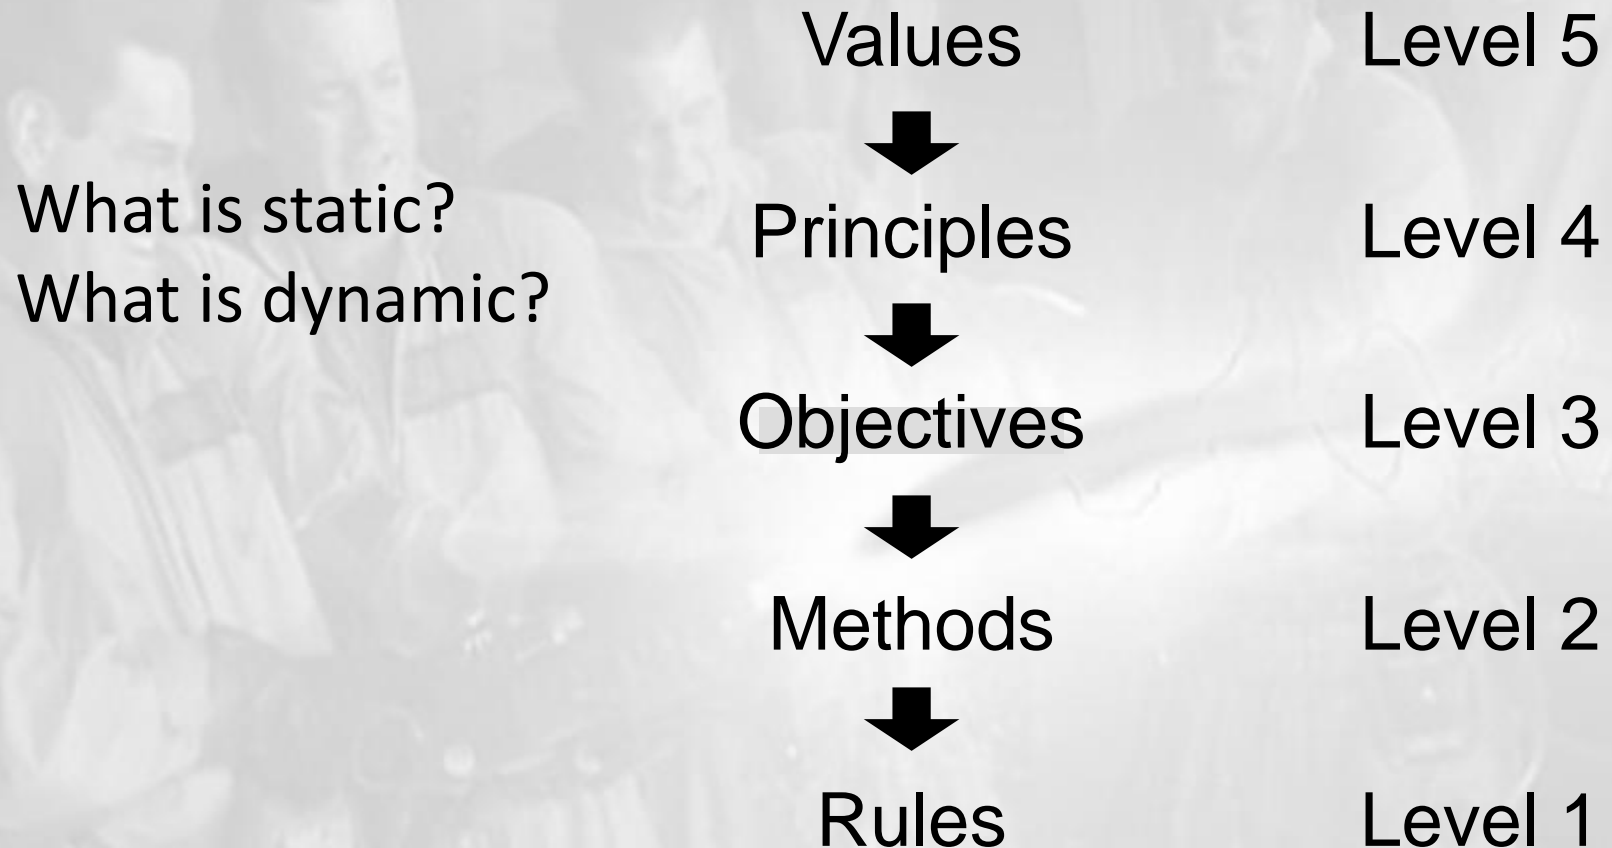 Values Level 5
What is static?
Principles Level 4
What is dynamic?
Objectives Level 3
Methods Level 2
Rules Level 1